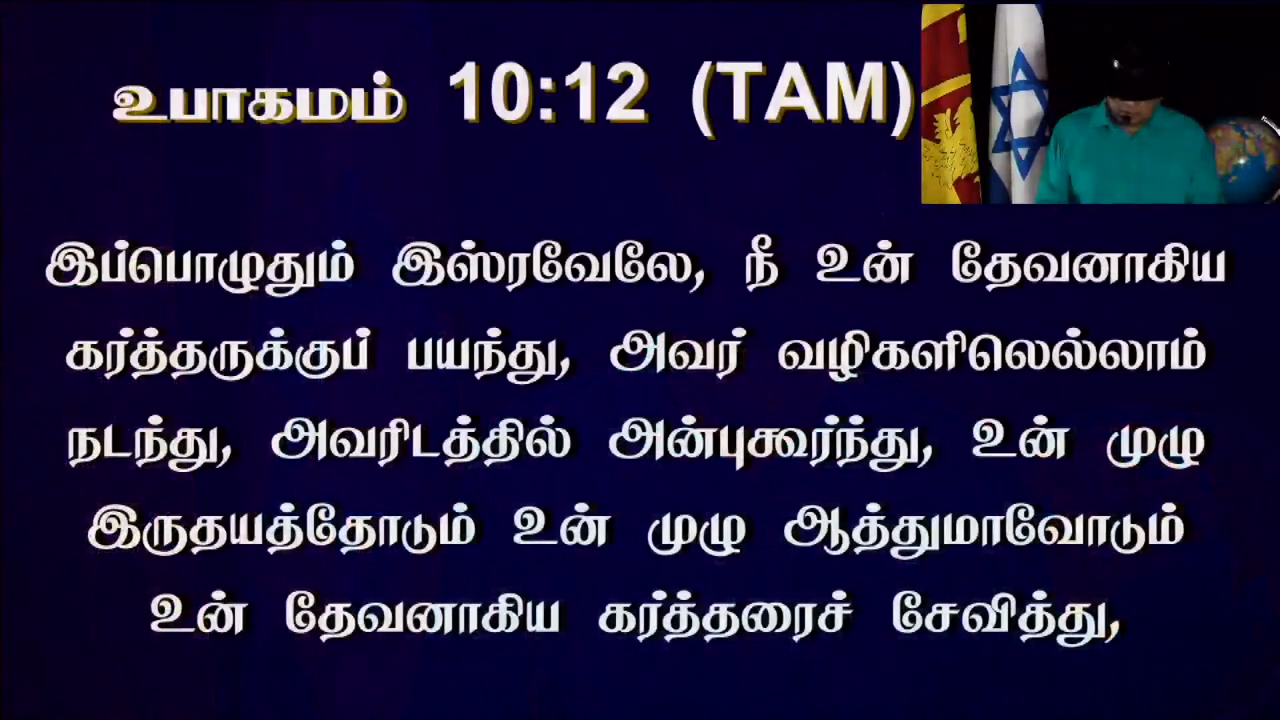 உபாகமம் 10:12 (TAM)
இப்பொழுதும் இஸ்ரவேலே, நீ உன் தேவனாகிய
கர்த்தருக்குப் பயந்து, அவர் வழிகளிலெல்லாம்
நடந்து, அவரிடத்தில் அன்புகூர்ந்து, உன் முழு
இருதயத்தோடும் உன் முழு ஆத்துமாவோடும்
உன் தேவனாகிய கர்த்தரைச் சேவித்து,